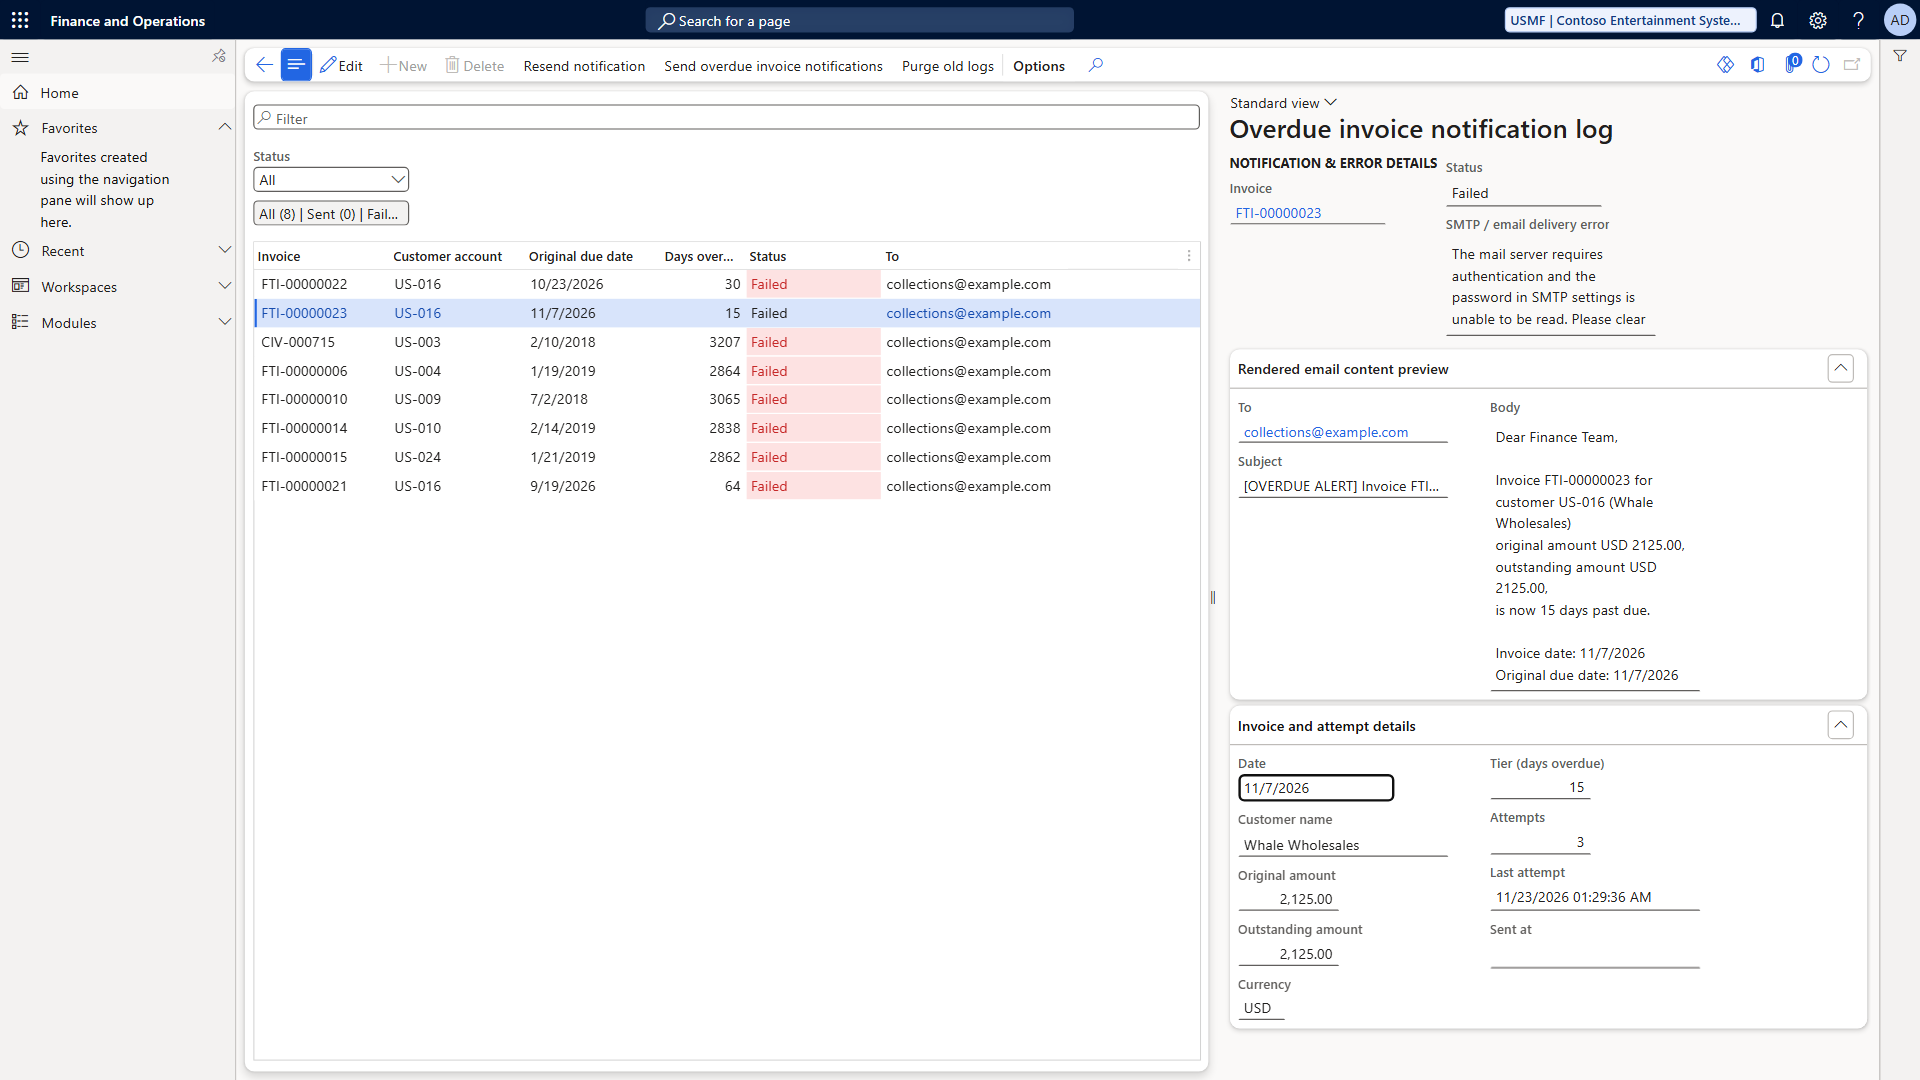 Finance and Operations
Search for a page
USMF | Contoso Entertainment Syste...
AD
Edit
New
Delete
Resend notification
Send overdue invoice notifications
Purge old logs
Options
0
Home
Favorites
Favorites created
using the navigation
pane will show up
here.
Recent
Workspaces
Modules
Filter
Status
All
All (8) | Sent (0) | Fail...
Invoice Customer account Original due date Days over... Status To
FTI-00000022 US-016 10/23/2026 30 Failed collections@example.com
FTI-00000023 US-016 11/7/2026 15 Failed collections@example.com
CIV-000715 US-003 2/10/2018 3207 Failed collections@example.com
FTI-00000006 US-004 1/19/2019 2864 Failed collections@example.com
FTI-00000010 US-009 7/2/2018 3065 Failed collections@example.com
FTI-00000014 US-010 2/14/2019 2838 Failed collections@example.com
FTI-00000015 US-024 1/21/2019 2862 Failed collections@example.com
FTI-00000021 US-016 9/19/2026 64 Failed collections@example.com
Standard view
Overdue invoice notification log
NOTIFICATION & ERROR DETAILS
Invoice
FTI-00000023
Status
Failed
SMTP / email delivery error
The mail server requires
authentication and the
password in SMTP settings is
unable to be read. Please clear
Rendered email content preview
To
collections@example.com
Subject
[OVERDUE ALERT] Invoice FTI...
Body
Dear Finance Team,
Invoice FTI-00000023 for
customer US-016 (Whale
Wholesales)
original amount USD 2125.00,
outstanding amount USD
2125.00,
is now 15 days past due.
Invoice date: 11/7/2026
Original due date: 11/7/2026
Invoice and attempt details
Date
11/7/2026
Customer name
Whale Wholesales
Original amount
2,125.00
Outstanding amount
2,125.00
Currency
USD
Tier (days overdue)
15
Attempts
3
Last attempt
11/23/2026 01:29:36 AM
Sent at